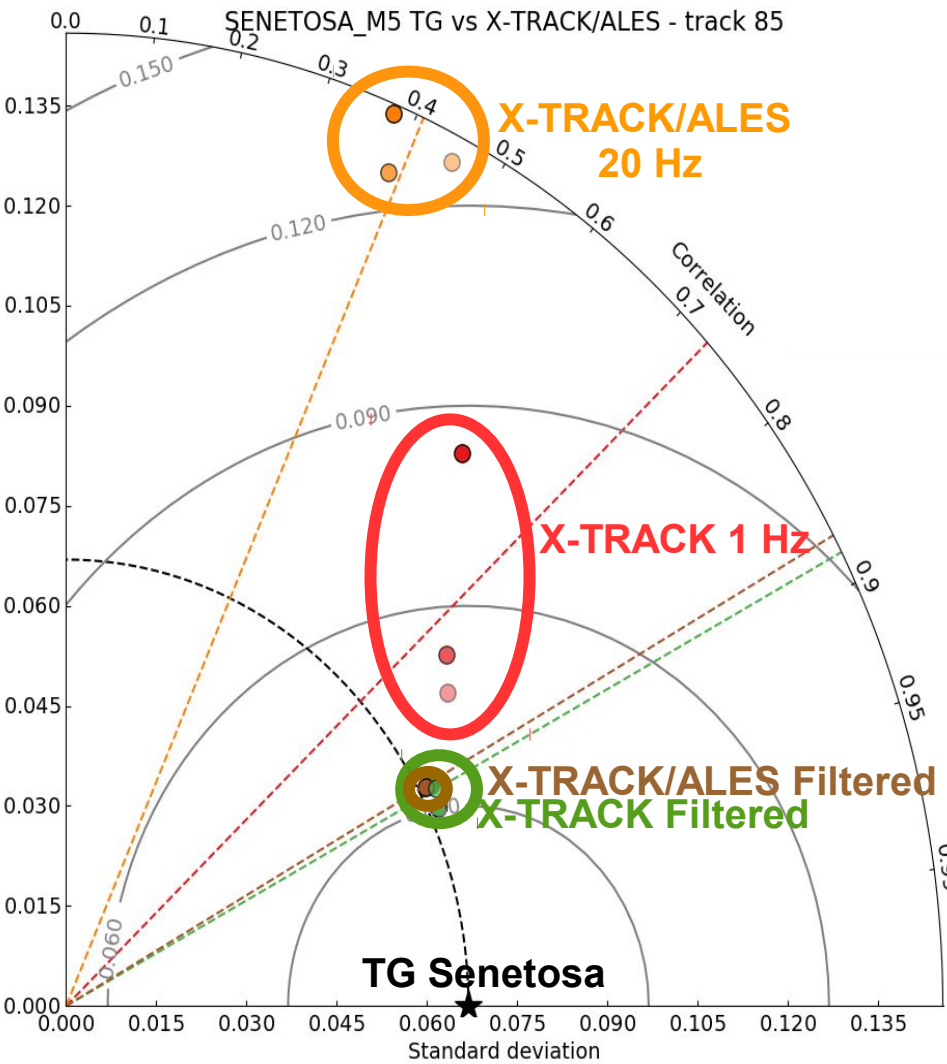 SENETOSA_M5 TG vs X-TRACK/ALES - track 85
0.0
0.1
0.2
0.3
0.4
0.5
0.6
0.7
0.8
0.9
0.95
Correlation
0.150
0.120
0.090
0.060
X-TRACK/ALES
20 Hz
X-TRACK 1 Hz
X-TRACK/ALES Filtered
X-TRACK Filtered
TG Senetosa
0.135
0.120
0.105
0.090
0.075
0.060
0.045
0.030
0.015
0.000
0.000 0.015 0.030 0.045 0.060 0.075 0.090 0.105 0.120 0.135
Standard deviation